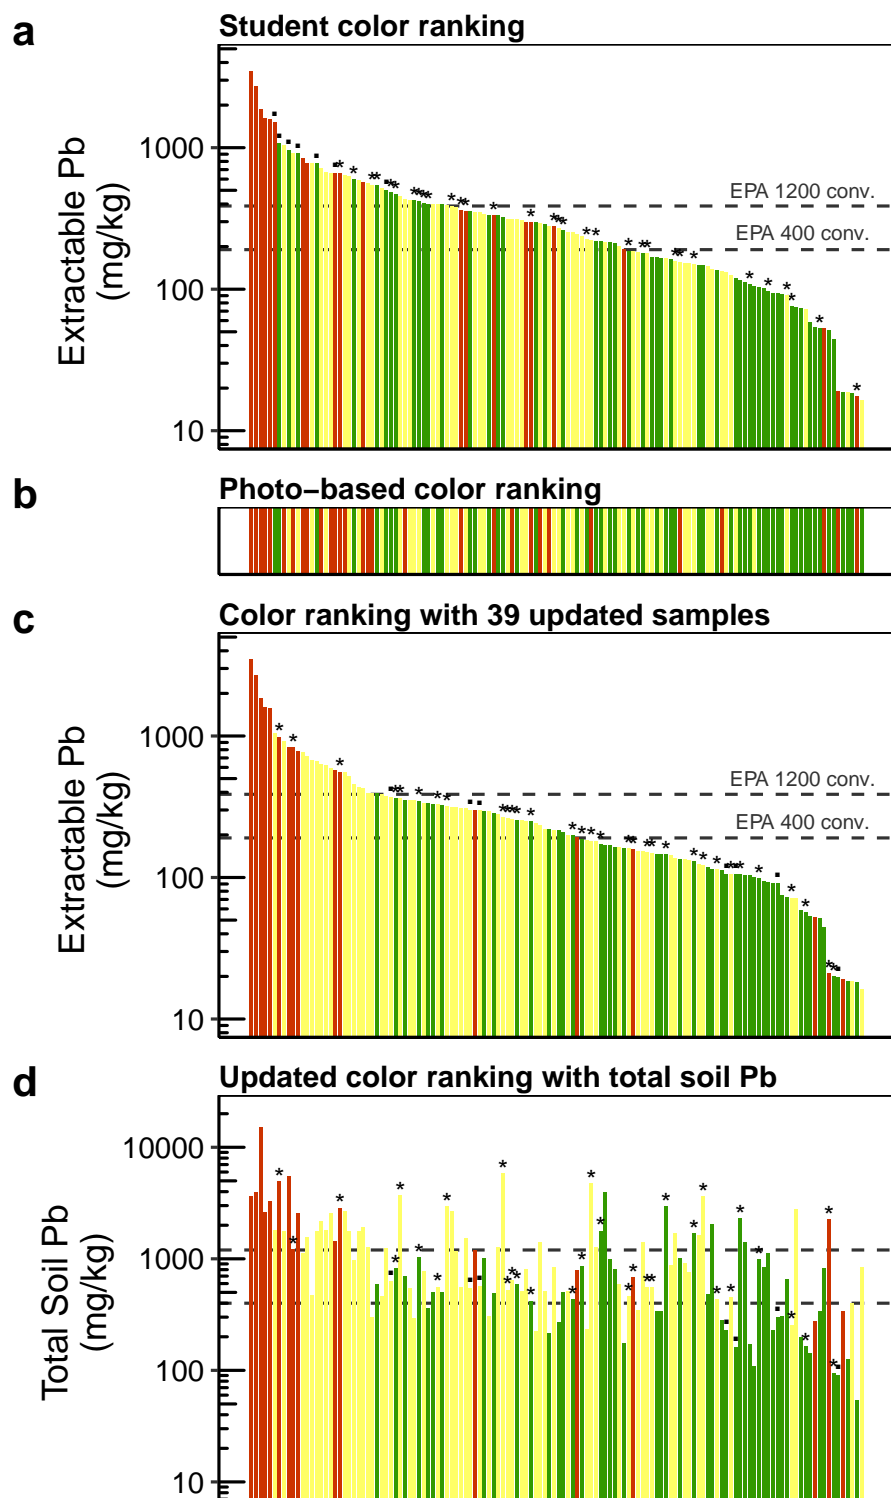 a
Student color ranking
Extractable Pb
(mg/kg)
1000
100
10
EPA 1200 conv.
EPA 400 conv.
b
Photo−based color ranking
c
Color ranking with 39 updated samples
Extractable Pb
(mg/kg)
1000
100
10
EPA 1200 conv.
EPA 400 conv.
d
Updated color ranking with total soil Pb
Total Soil Pb
(mg/kg)
10000
1000
100
10